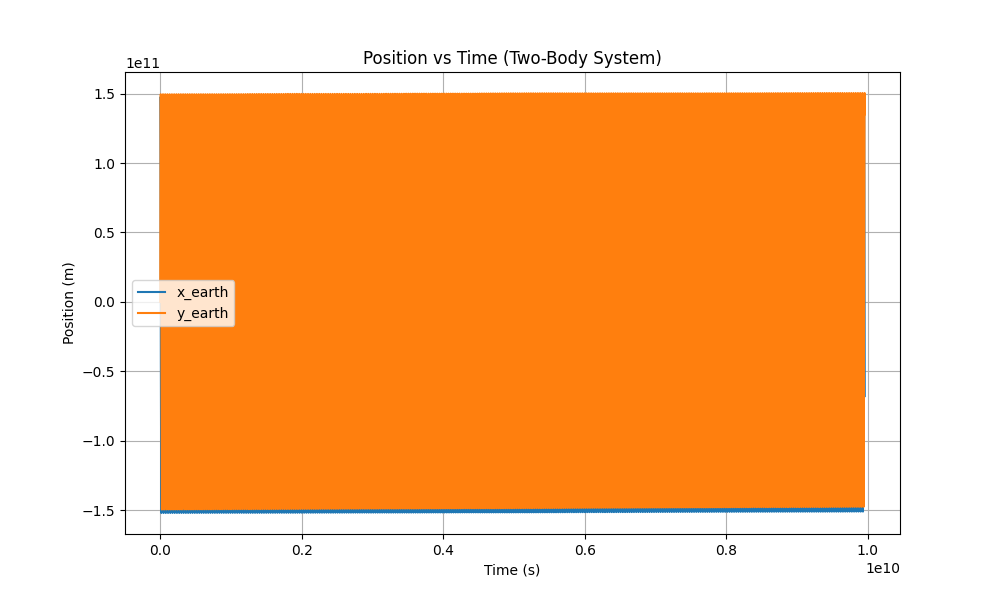 Position vs Time (Two-Body System)
1e11
1.5
1.0
0.5
0.0
−0.5
−1.0
−1.5
Position (m)
x_earth
y_earth
0.0 0.2 0.4 0.6 0.8 1.0
1e10
Time (s)